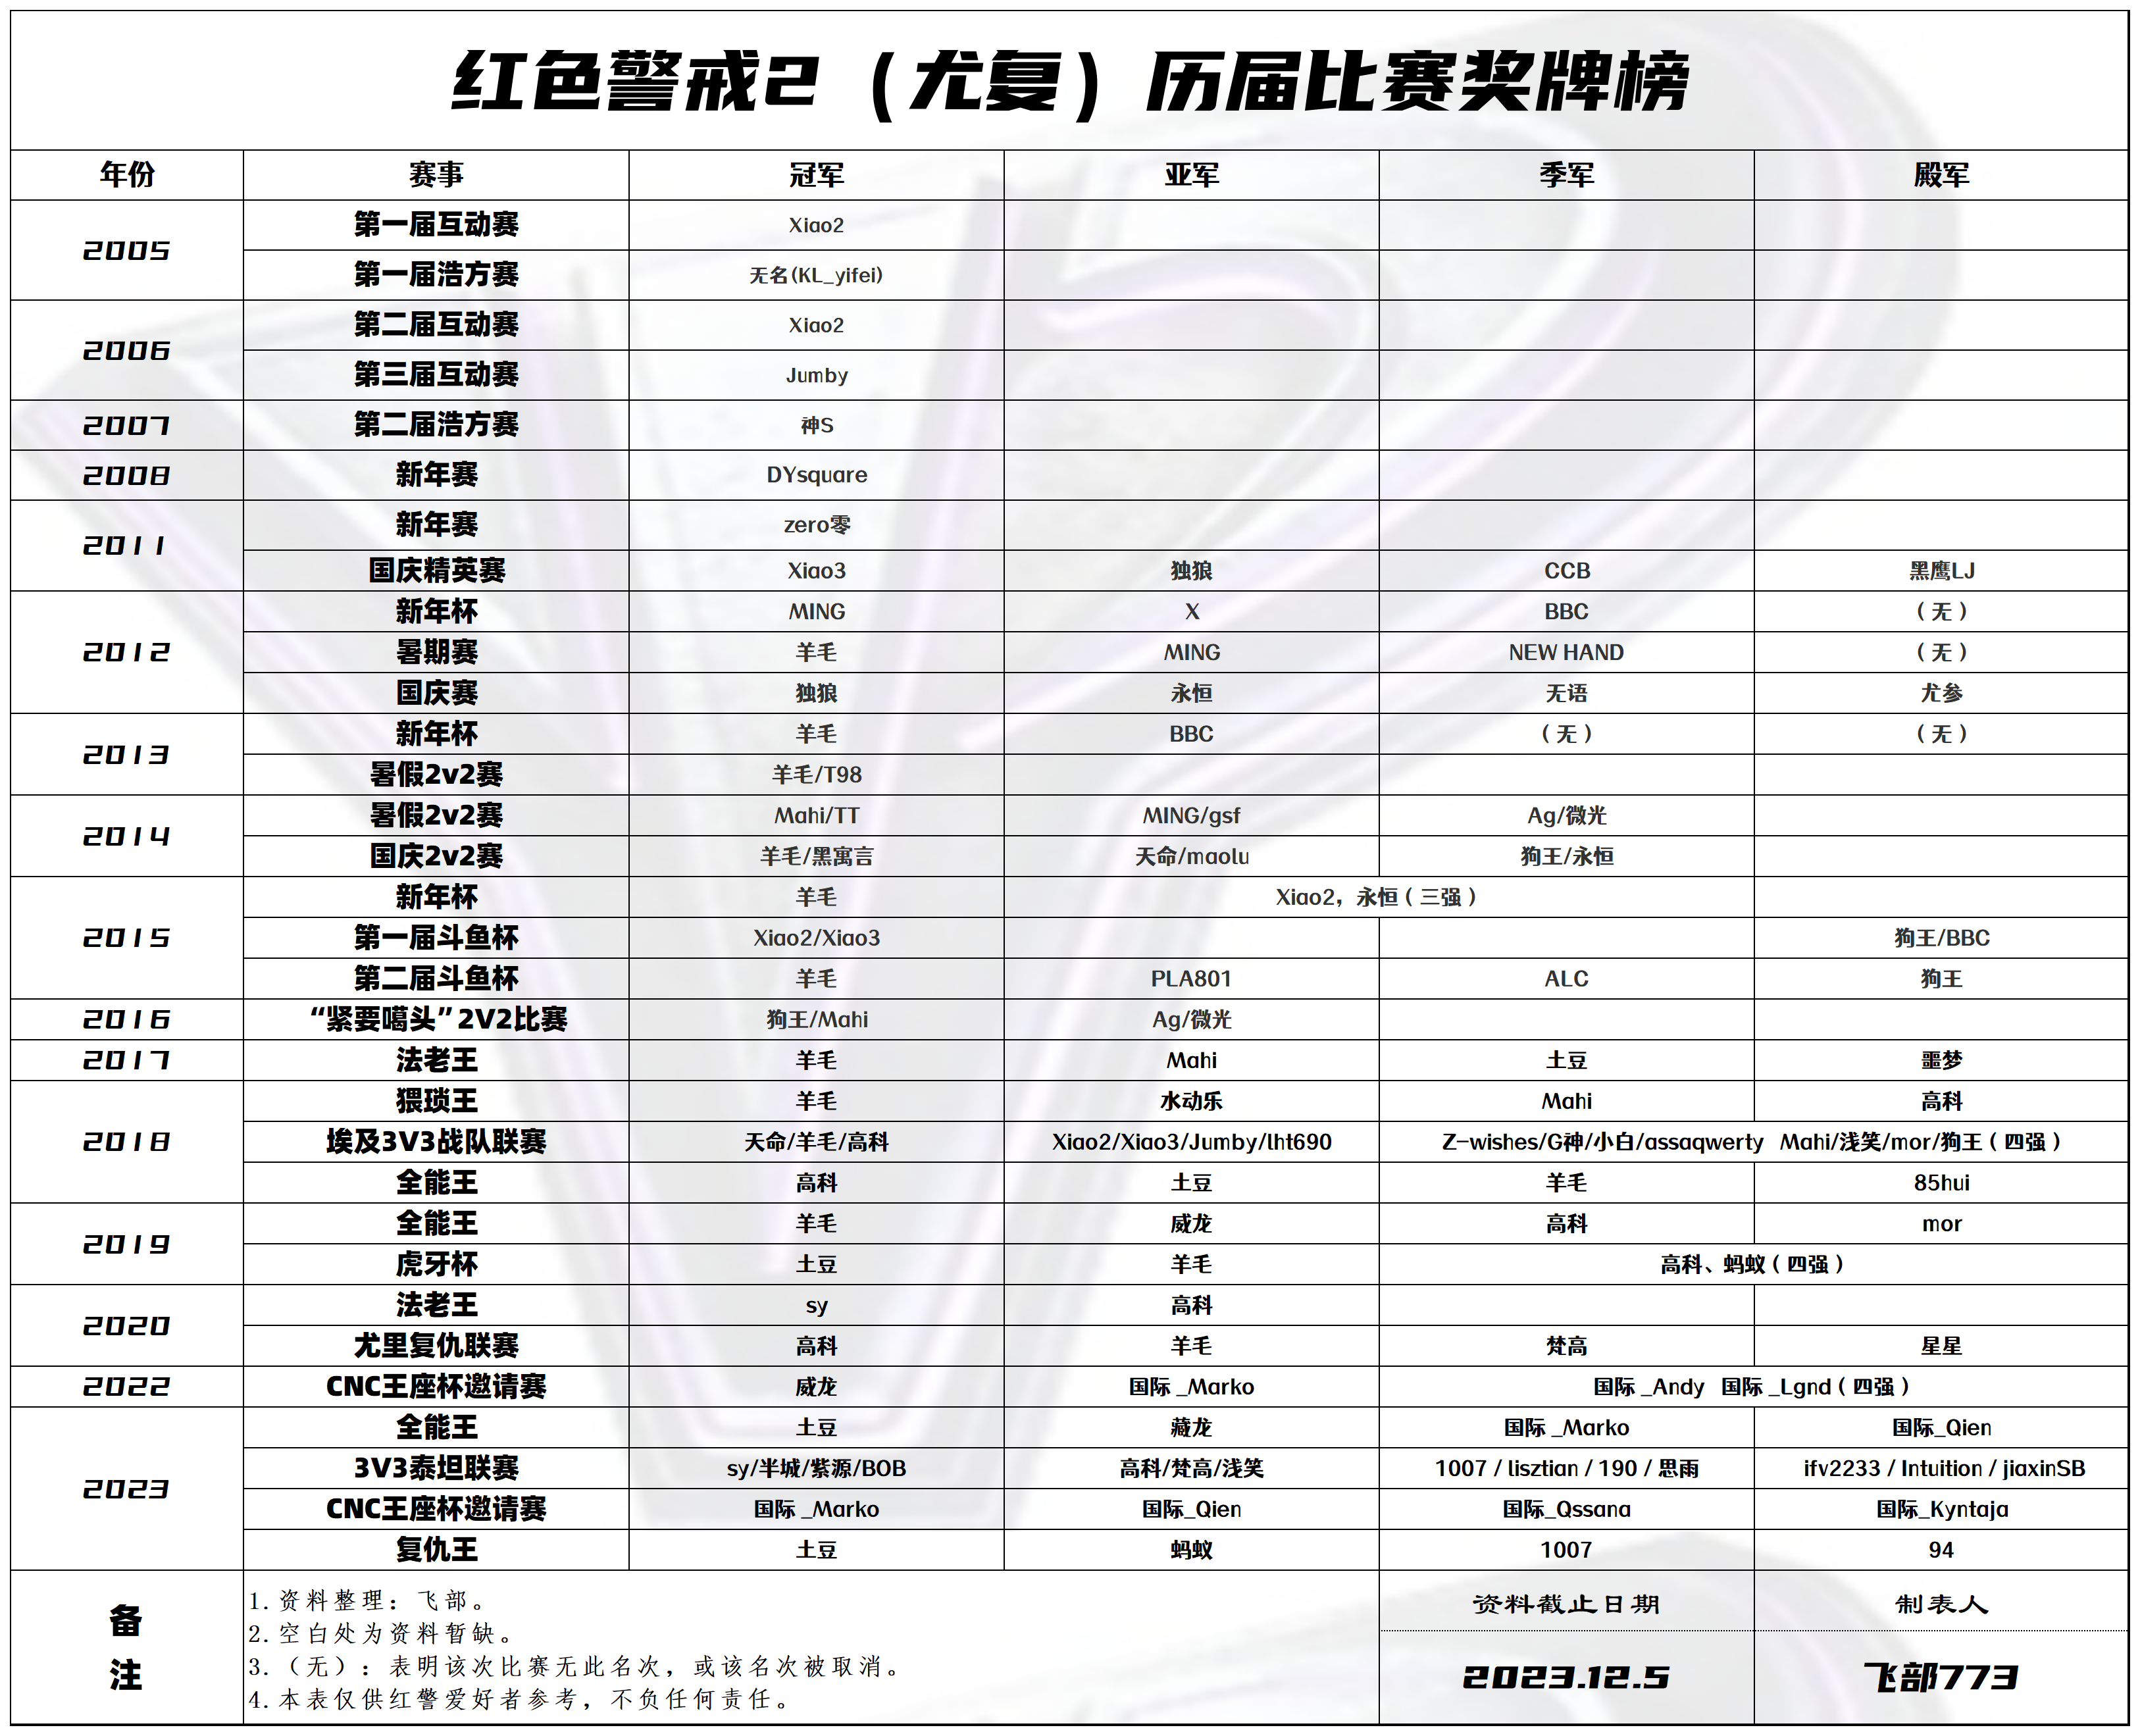 红色警戒2（尤复）历届比赛奖牌榜
年份 赛事 冠军 亚军 季军 殿军
2005 第一届互动赛 Xiao2
第一届浩方赛 无名(KL_yifei)
2006 第二届互动赛 Xiao2
第三届互动赛 Jumby
2007 第二届浩方赛 神S
2008 新年赛 DYsquare
2011 新年赛 zero零
国庆精英赛 Xiao3 独狼 CCB 黑鹰LJ
2012 新年杯 MING X BBC （无）
暑期赛 羊毛 MING NEW HAND （无）
国庆赛 独狼 永恒 无语 尤参
2013 新年杯 羊毛 BBC （无） （无）
暑假2v2赛 羊毛/T98
2014 暑假2v2赛 Mahi/TT MING/gsf Ag/微光
国庆2v2赛 羊毛/黑寓言 天命/maolu 狗王/永恒
2015 新年杯 羊毛 Xiao2，永恒（三强）
第一届斗鱼杯 Xiao2/Xiao3 狗王/BBC
第二届斗鱼杯 羊毛 PLA801 ALC 狗王
2016 “紧要噶头”2V2比赛 狗王/Mahi Ag/微光
2017 法老王 羊毛 Mahi 土豆 噩梦
2018 猥琐王 羊毛 水动乐 Mahi 高科
埃及3V3战队联赛 天命/羊毛/高科 Xiao2/Xiao3/Jumby/lht690 Z-wishes/G神/小白/assaqwerty Mahi/浅笑/mor/狗王（四强）
全能王 高科 土豆 羊毛 85hui
2019 全能王 羊毛 威龙 高科 mor
虎牙杯 土豆 羊毛 高科、蚂蚁（四强）
2020 法老王 sy 高科
尤里复仇联赛 高科 羊毛 梵高 星星
2022 CNC王座杯邀请赛 威龙 国际_Marko 国际_Andy 国际_Lgnd（四强）
2023 全能王 土豆 藏龙 国际_Marko 国际_Qien
3V3泰坦联赛 sy/半城/紫源/BOB 高科/梵高/浅笑 1007 / lisztian / 190 / 思雨 ifv2233 / Intuition / jiaxinSB
CNC王座杯邀请赛 国际_Marko 国际_Qien 国际_Qssana 国际_Kyntaja
复仇王 土豆 蚂蚁 1007 94
备注
1. 资料整理：飞部。
2. 空白处为资料暂缺。
3. （无）：表明该次比赛无此名次，或该名次被取消。
4. 本表仅供红警爱好者参考，不负任何责任。
资料截止日期 制表人
2023.12.5 飞部773